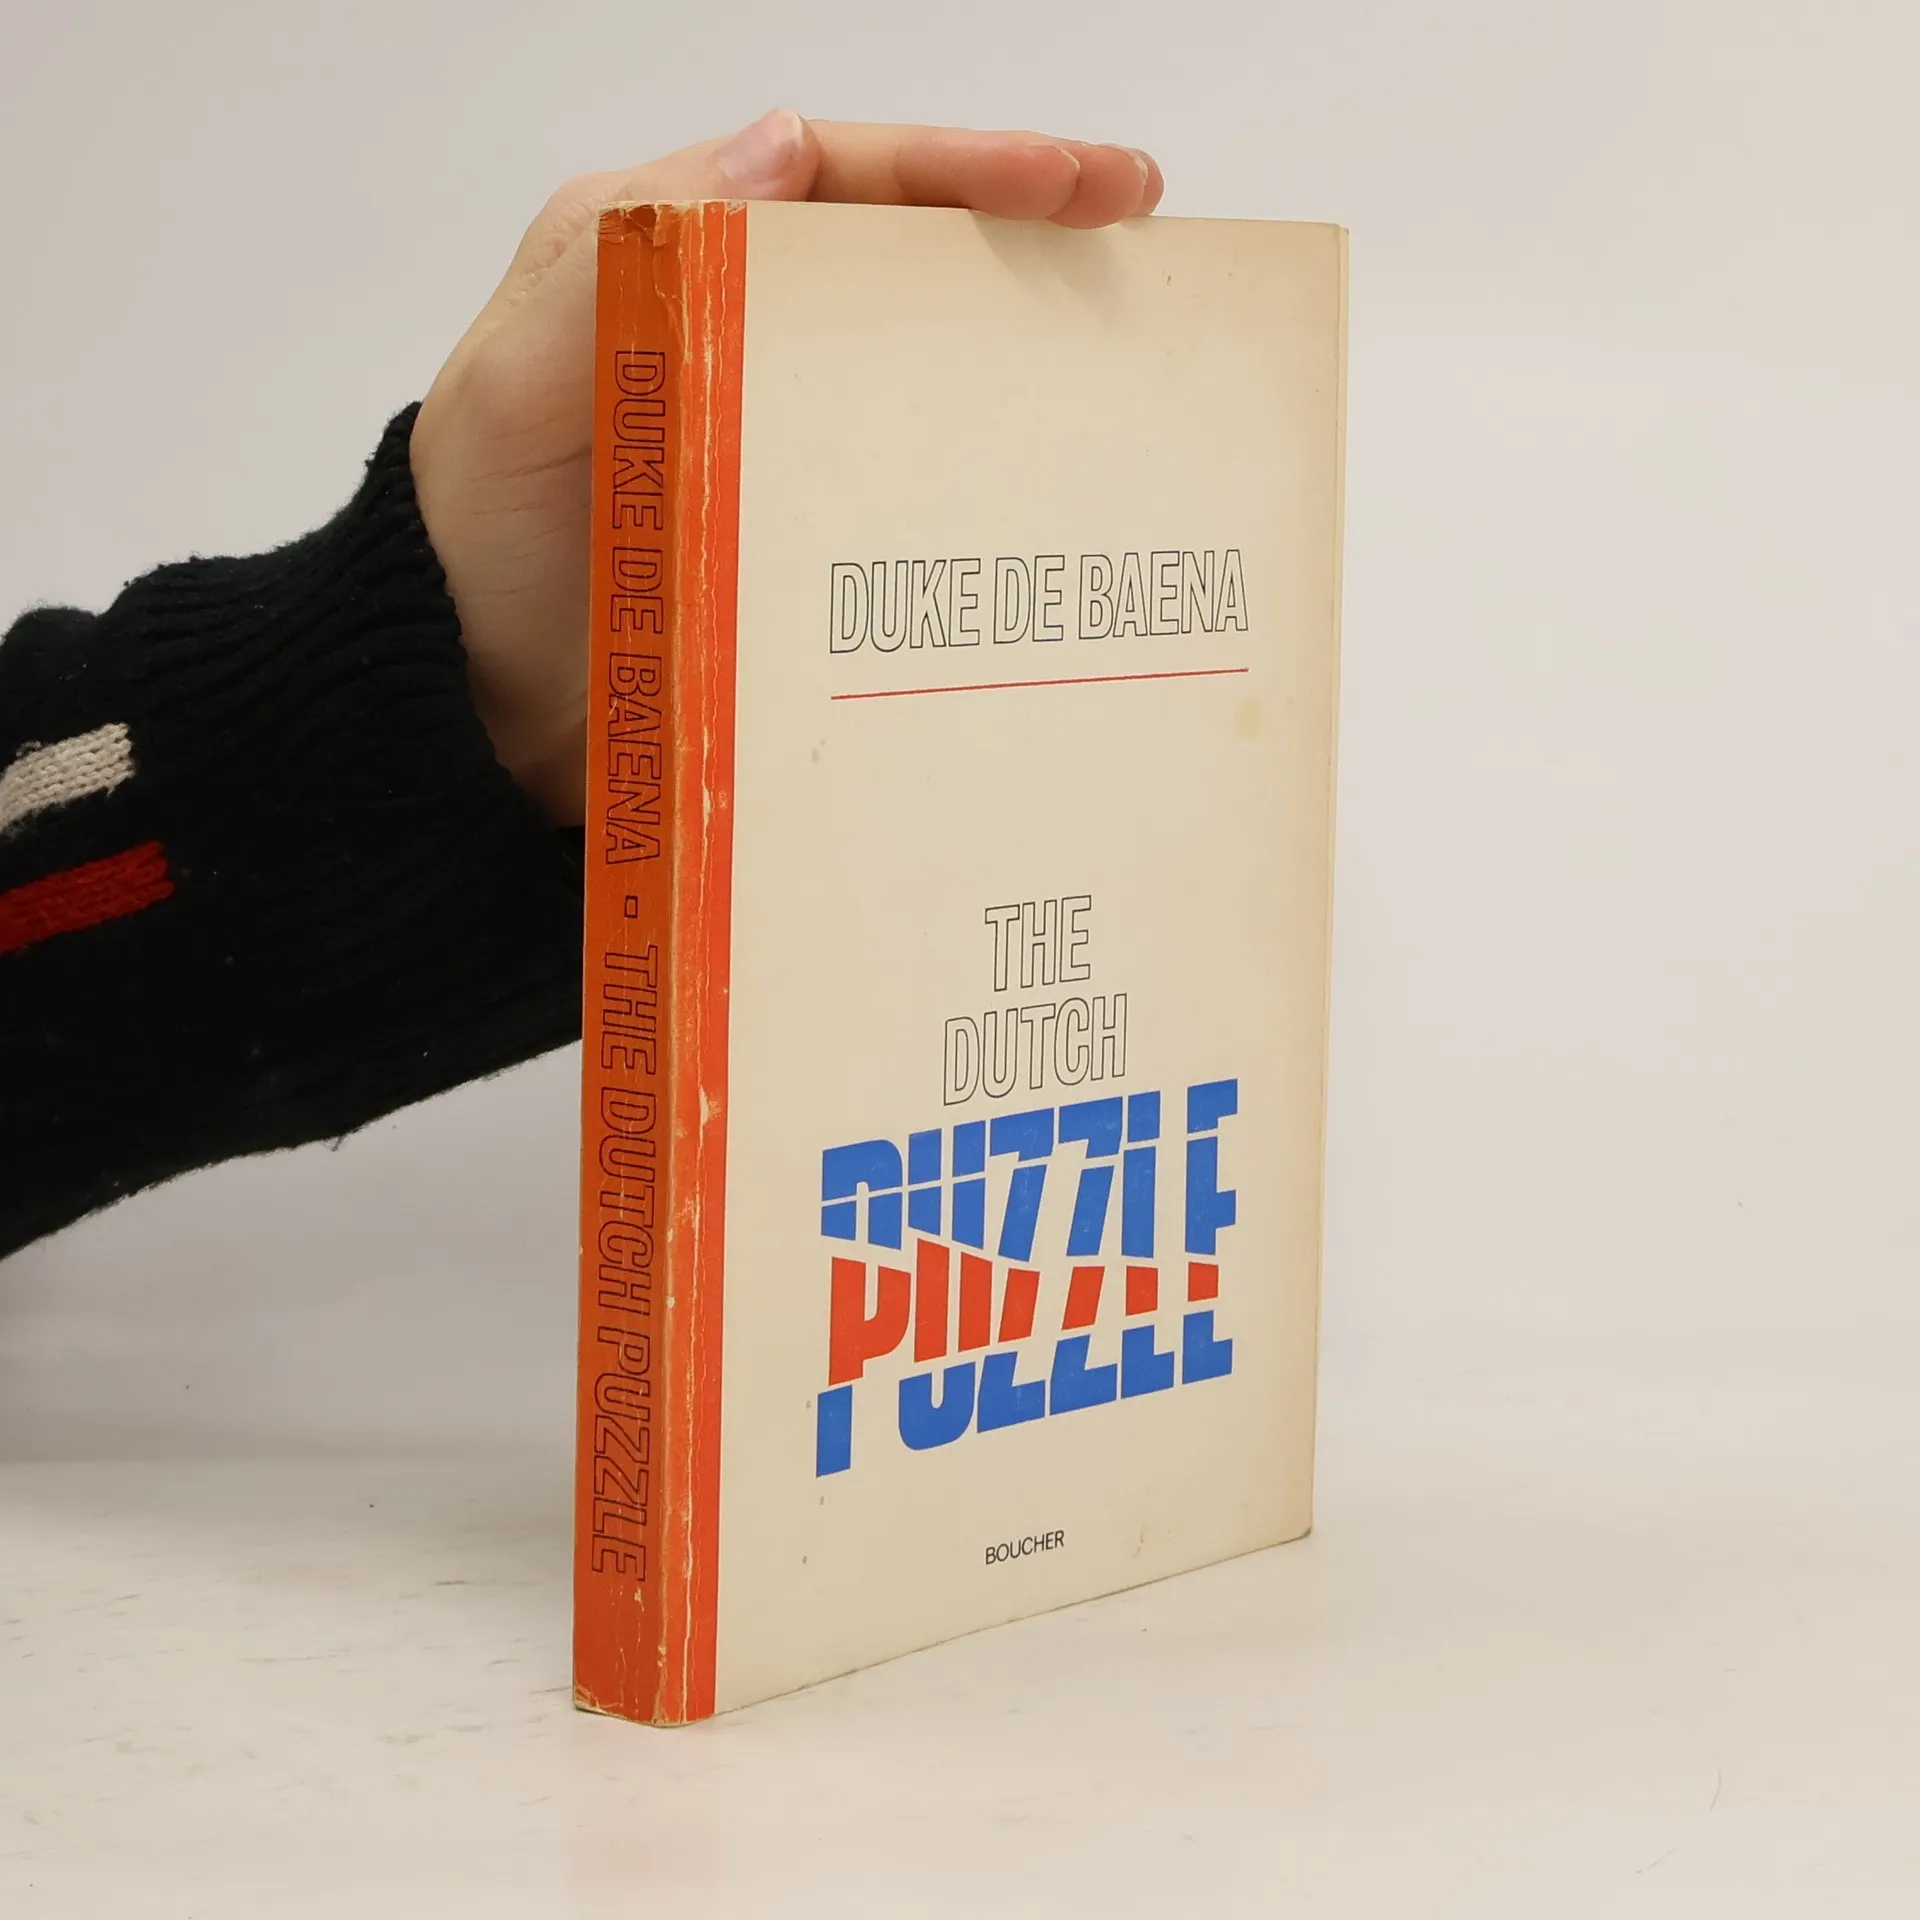 DUKE DE BAENA · THE DUTCH PUZZLE
DUKE DE BAENA
THE
DUTCH
PUZZLE
BOUCHER